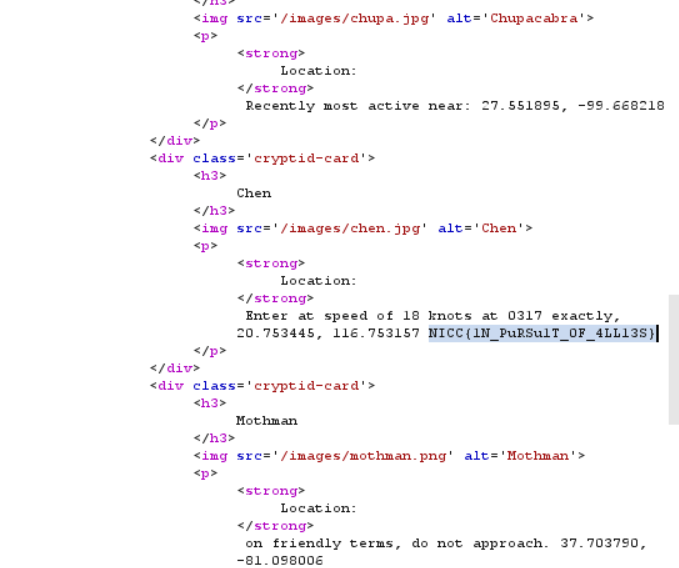 </h3>
<img src='/images/chupa.jpg' alt='Chupacabra'>
<p>
<strong>
Location:
</strong>
Recently most active near: 27.551895, -99.668218
</p>
</div>
<div class='cryptid-card'>
<h3>
Chen
</h3>
<img src='/images/chen.jpg' alt='Chen'>
<p>
<strong>
Location:
</strong>
Enter at speed of 18 knots at 0317 exactly,
20.753445, 116.753157 NICC{1N_PuRSu1T_0F_4LL13S}
</p>
</div>
<div class='cryptid-card'>
<h3>
Mothman
</h3>
<img src='/images/mothman.png' alt='Mothman'>
<p>
<strong>
Location:
</strong>
on friendly terms, do not approach. 37.703790,
-81.098006